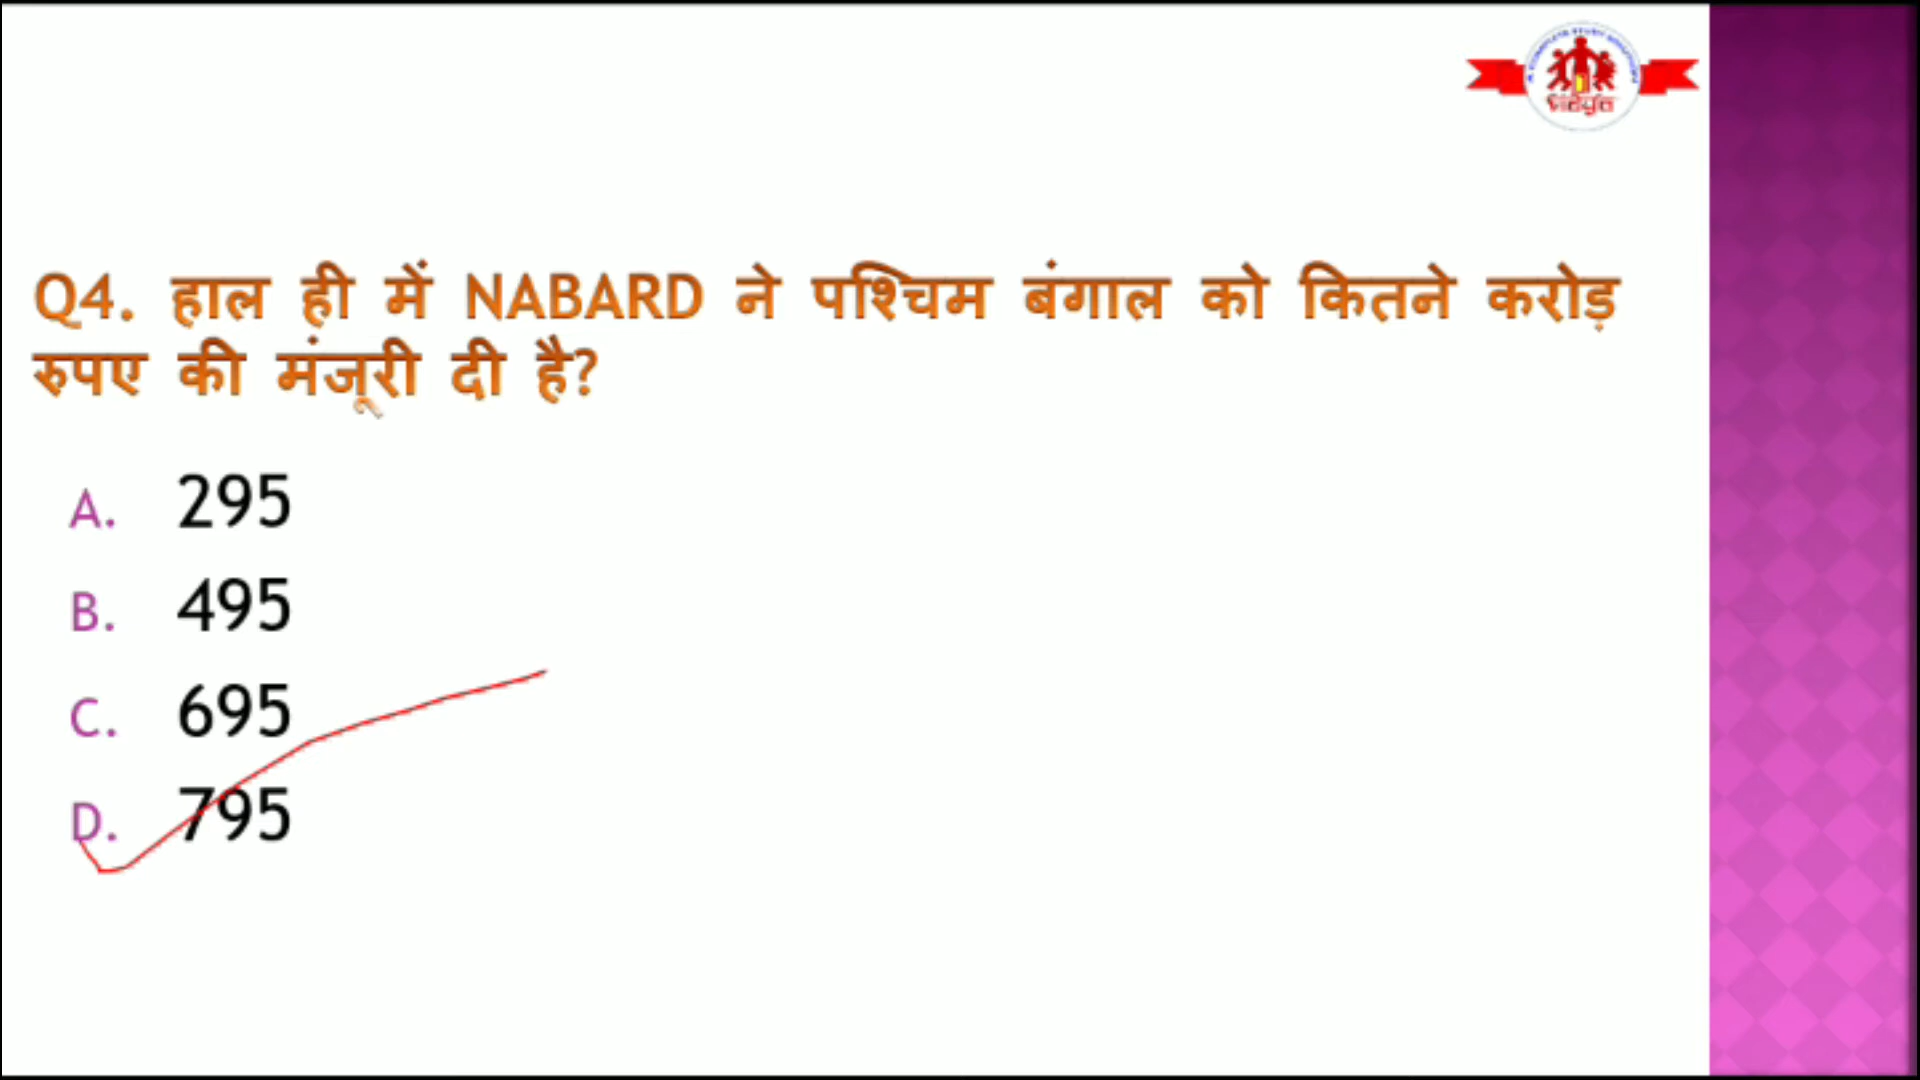 Q4. हाल ही में NABARD ने पश्चिम बंगाल को कितने करोड़
रुपए की मंजूरी दी है?
A. 295
B. 495
C. 695
D. 795